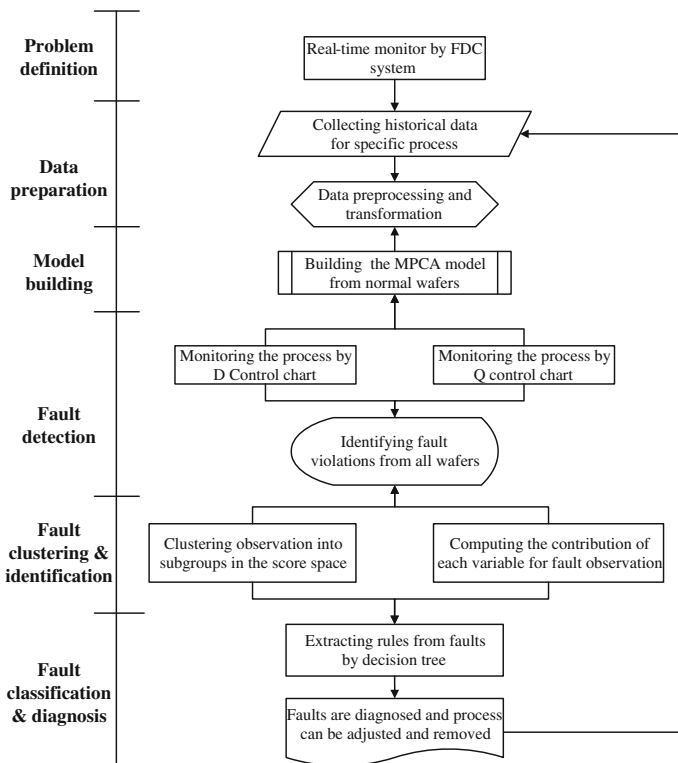 Problem
definition
Real-time monitor by FDC
system
Collecting historical data
for specific process
Data
preparation
Data preprocessing and
transformation
Model
building
Building the MPCA model
from normal wafers
Monitoring the process by
D Control chart
Monitoring the process by
Q control chart
Fault
detection
Identifying fault
violations from all wafers
Fault
clustering &
identification
Clustering observation into
subgroups in the score space
Computing the contribution of
each variable for fault observation
Extracting rules from faults
by decision tree
Fault
classification
& diagnosis
Faults are diagnosed and process
can be adjusted and removed